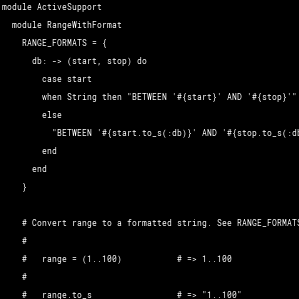 module ActiveSupport
  module RangeWithFormat
    RANGE_FORMATS = {
      db: -> (start, stop) do
        case start
        when String then "BETWEEN '#{start}' AND '#{stop}'"
        else
          "BETWEEN '#{start.to_s(:db)}' AND '#{stop.to_s(:db
        end
      end
    }

    # Convert range to a formatted string. See RANGE_FORMATS
    #
    #   range = (1..100)           # => 1..100
    #
    #   range.to_s                 # => "1..100"